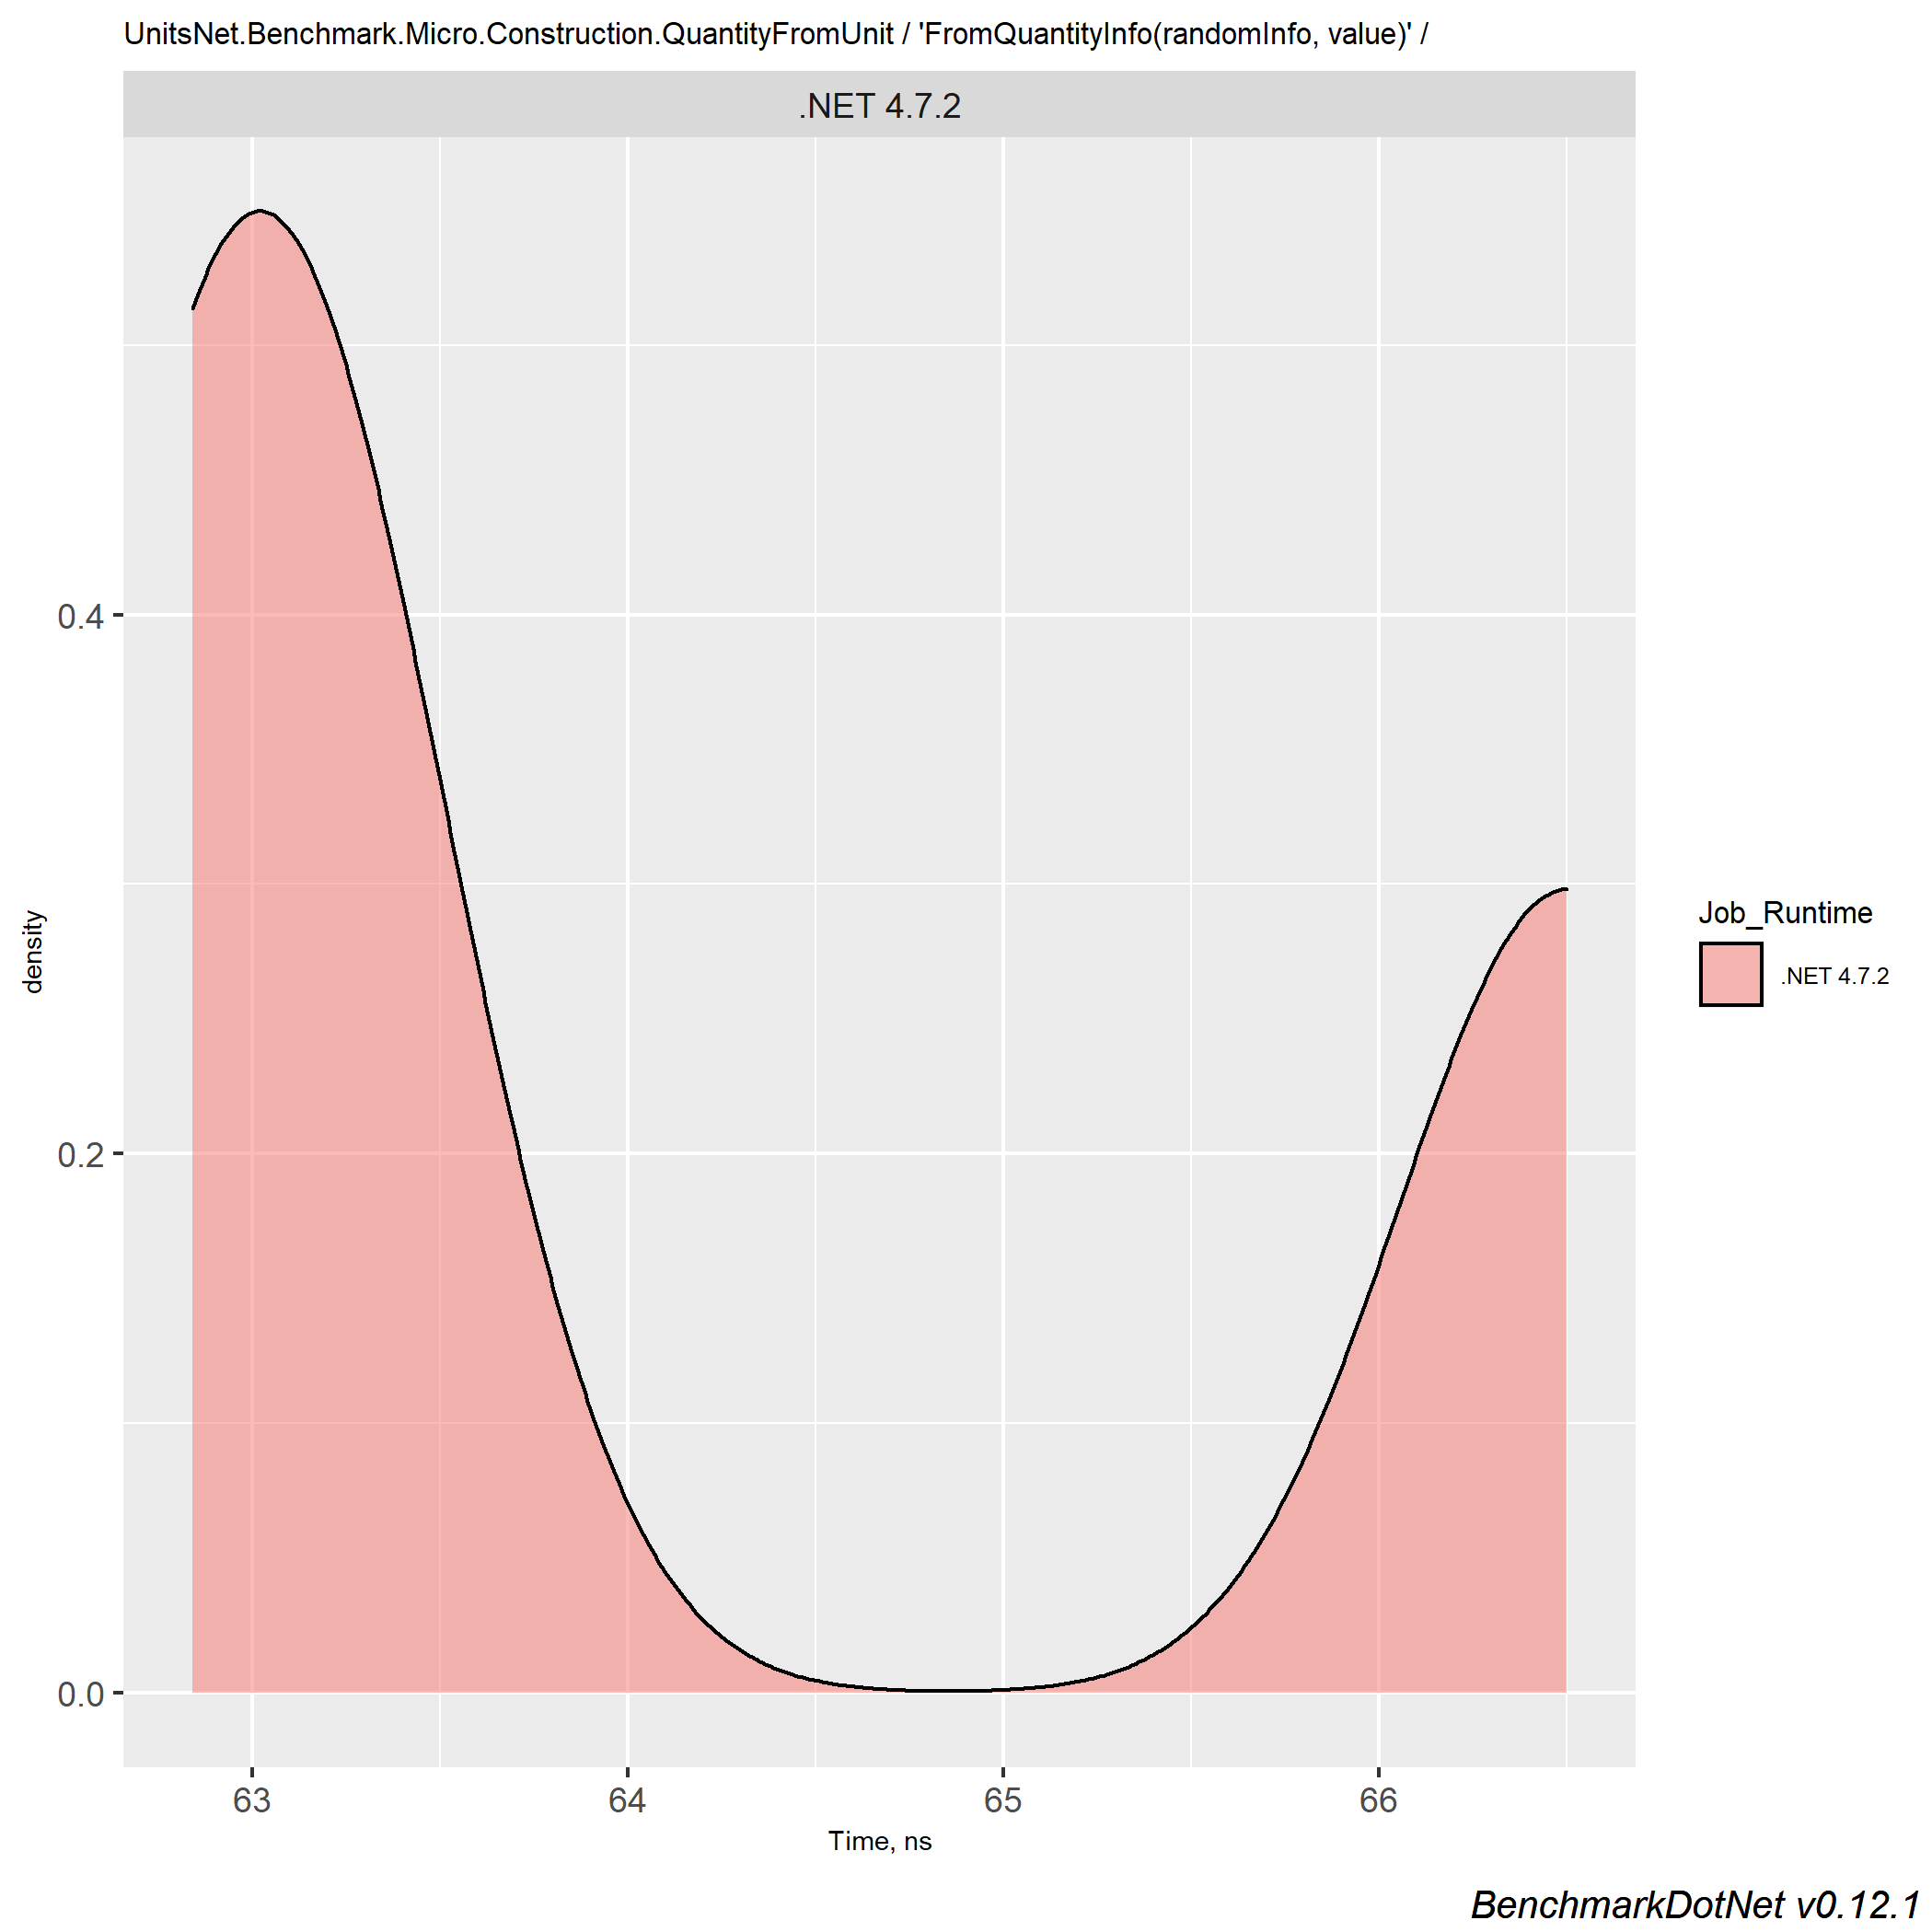 UnitsNet.Benchmark.Micro.Construction.QuantityFromUnit / 'FromQuantityInfo(randomInfo, value)' /
.NET 4.7.2
0.4
0.2
0.0
density
63 64 65 66
Time, ns
Job_Runtime
.NET 4.7.2
BenchmarkDotNet v0.12.1